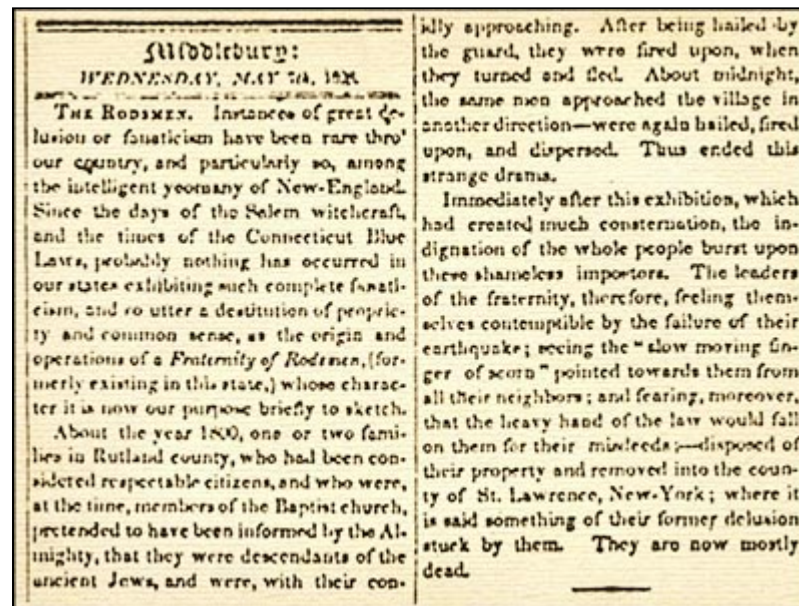 Middlebury:
WEDNESDAY, MAY 7th,
THE RODSMEN. Instances of great de-
lusion or fanaticism have been rare thro'
our country, and particularly so, among
the intelligent yeomany of New-England.
Since the days of the Salem witchcraft,
and the times of the Connecticut Blue
Laws, probably nothing has occurred in
our states exhibiting such complete fanati-
cism, and so utter a destitution of proprie-
ty and common sense, as the origin and
operations of a Fraternity of Rodsmen, (for-
merly existing in this state,) whose charac-
ter it is now our purpose briefly to sketch.
About the year 1800, one or two fami-
lies in Rutland county, who had been con-
sidered respectable citizens, and who were,
at the time, members of the Baptist church,
pretended to have been informed by the Al-
mighty, that they were descendants of the
ancient Jews, and were, with their con-
idly approaching. After being hailed by
the guard, they were fired upon, when
they turned and fled. About midnight,
the same men approached the village in
another direction—were again hailed, fired
upon, and dispersed. Thus ended this
strange drama.
Immediately after this exhibition, which
had created much consternation, the in-
dignation of the whole people burst upon
these shameless impostors. The leaders
of the fraternity, therefore, feeling them-
selves contemptible by the failure of their
earthquake; seeing the "slow moving fin-
ger of scorn" pointed towards them from
all their neighbors; and fearing, moreover,
that the heavy hand of the law would fall
on them for their misdeeds;—disposed of
their property and removed into the coun-
ty of St. Lawrence, New-York; where it
is said something of their former delusion
stuck by them. They are now mostly
dead.